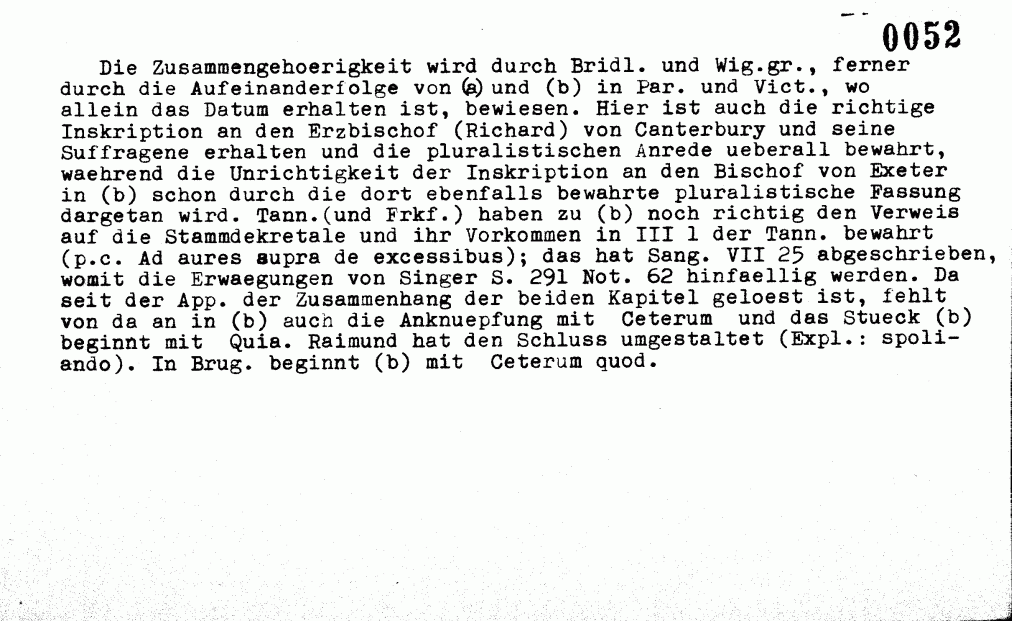 0052
Die Zusammengehoerigkeit wird durch Bridl. und Wig.gr., ferner
durch die Aufeinanderfolge von (a) und (b) in Par. und Vict., wo
allein das Datum erhalten ist, bewiesen. Hier ist auch die richtige
Inskription an den Erzbischof (Richard) von Canterbury und seine
Suffragene erhalten und die pluralistischen Anrede ueberall bewahrt,
waehrend die Unrichtigkeit der Inskription an den Bischof von Exeter
in (b) schon durch die dort ebenfalls bewahrte pluralistische Fassung
dargetan wird. Tann.(und Frkf.) haben zu (b) noch richtig den Verweis
auf die Stammdekretale und ihr Vorkommen in III 1 der Tann. bewahrt
(p.c. Ad aures supra de excessibus); das hat Sang. VII 25 abgeschrieben,
womit die Erwaegungen von Singer S. 291 Not. 62 hinfaellig werden. Da
seit der App. der Zusammenhang der beiden Kapitel geloest ist, fehlt
von da an in (b) auch die Anknuepfung mit Ceterum und das Stueck (b)
beginnt mit Quia. Raimund hat den Schluss umgestaltet (Expl.: spoli-
ando). In Brug. beginnt (b) mit Ceterum quod.